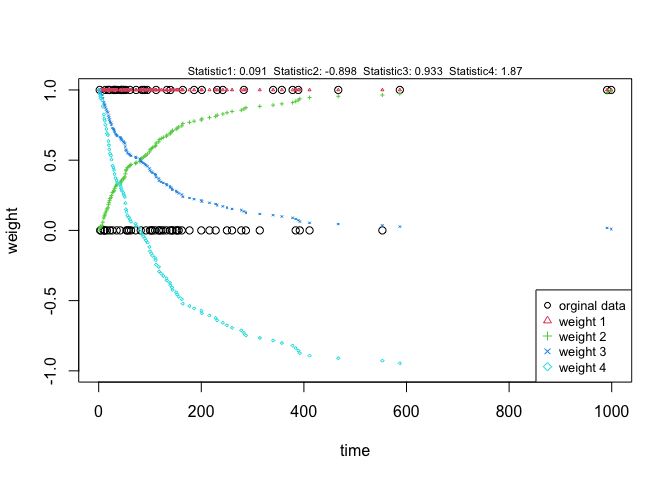 Statistic1: 0.091 Statistic2: -0.898 Statistic3: 0.933 Statistic4: 1.87
1.0
0.5
0.0
-0.5
-1.0
weight
orginal data
weight 1
weight 2
weight 3
weight 4
0 200 400 600 800 1000
time